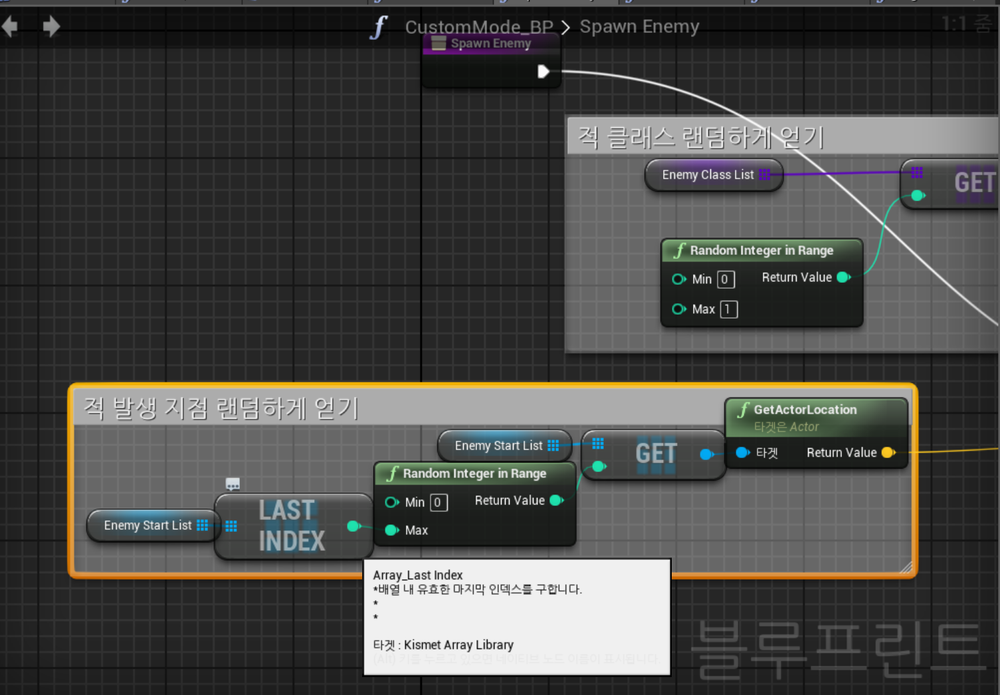 CustomMode_BP > Spawn Enemy
1:1 줌
Spawn Enemy
적 클래스 랜덤하게 얻기
Enemy Class List
GET
Random Integer in Range
Min 0 Return Value
Max 1
적 발생 지점 랜덤하게 얻기
GetActorLocation
타겟은 Actor
타겟 Return Value
Enemy Start List
GET
Random Integer in Range
Min 0 Return Value
Max
Enemy Start List
LAST
INDEX
Array_Last Index
*배열 내 유효한 마지막 인덱스를 구합니다.
*
*
타겟 : Kismet Array Library
(Alt) 키를 누르고 있으면 네이티브 노드 이름이 표시됩니다.
블루프린트